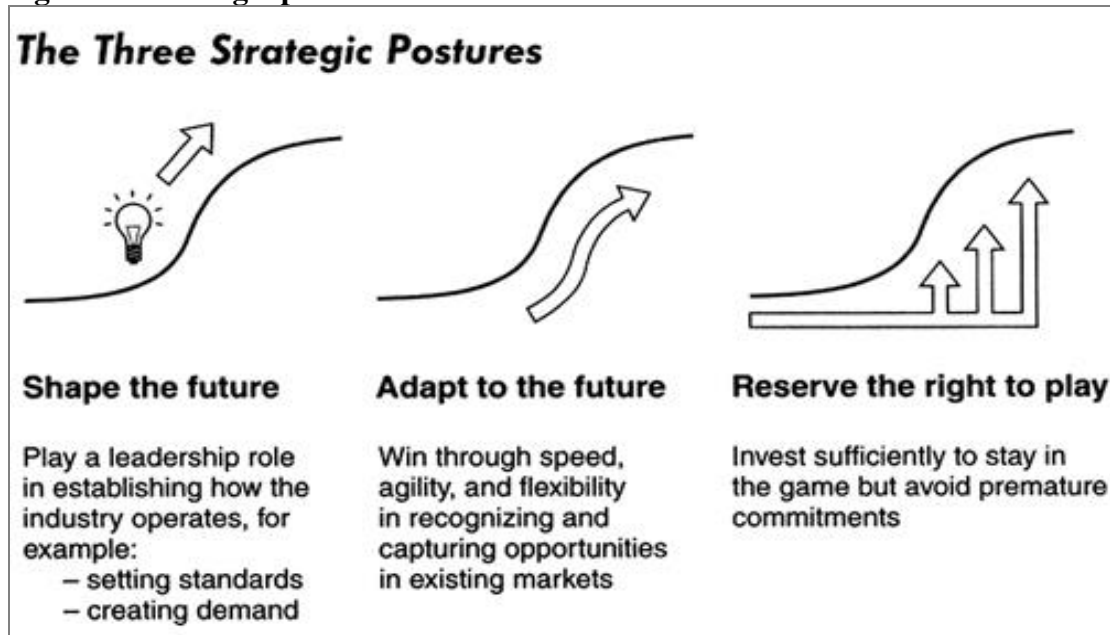 The Three Strategic Postures
Shape the future
Play a leadership role
in establishing how the
industry operates, for
example:
– setting standards
– creating demand
Adapt to the future
Win through speed,
agility, and flexibility
in recognizing and
capturing opportunities
in existing markets
Reserve the right to play
Invest sufficiently to stay in
the game but avoid premature
commitments